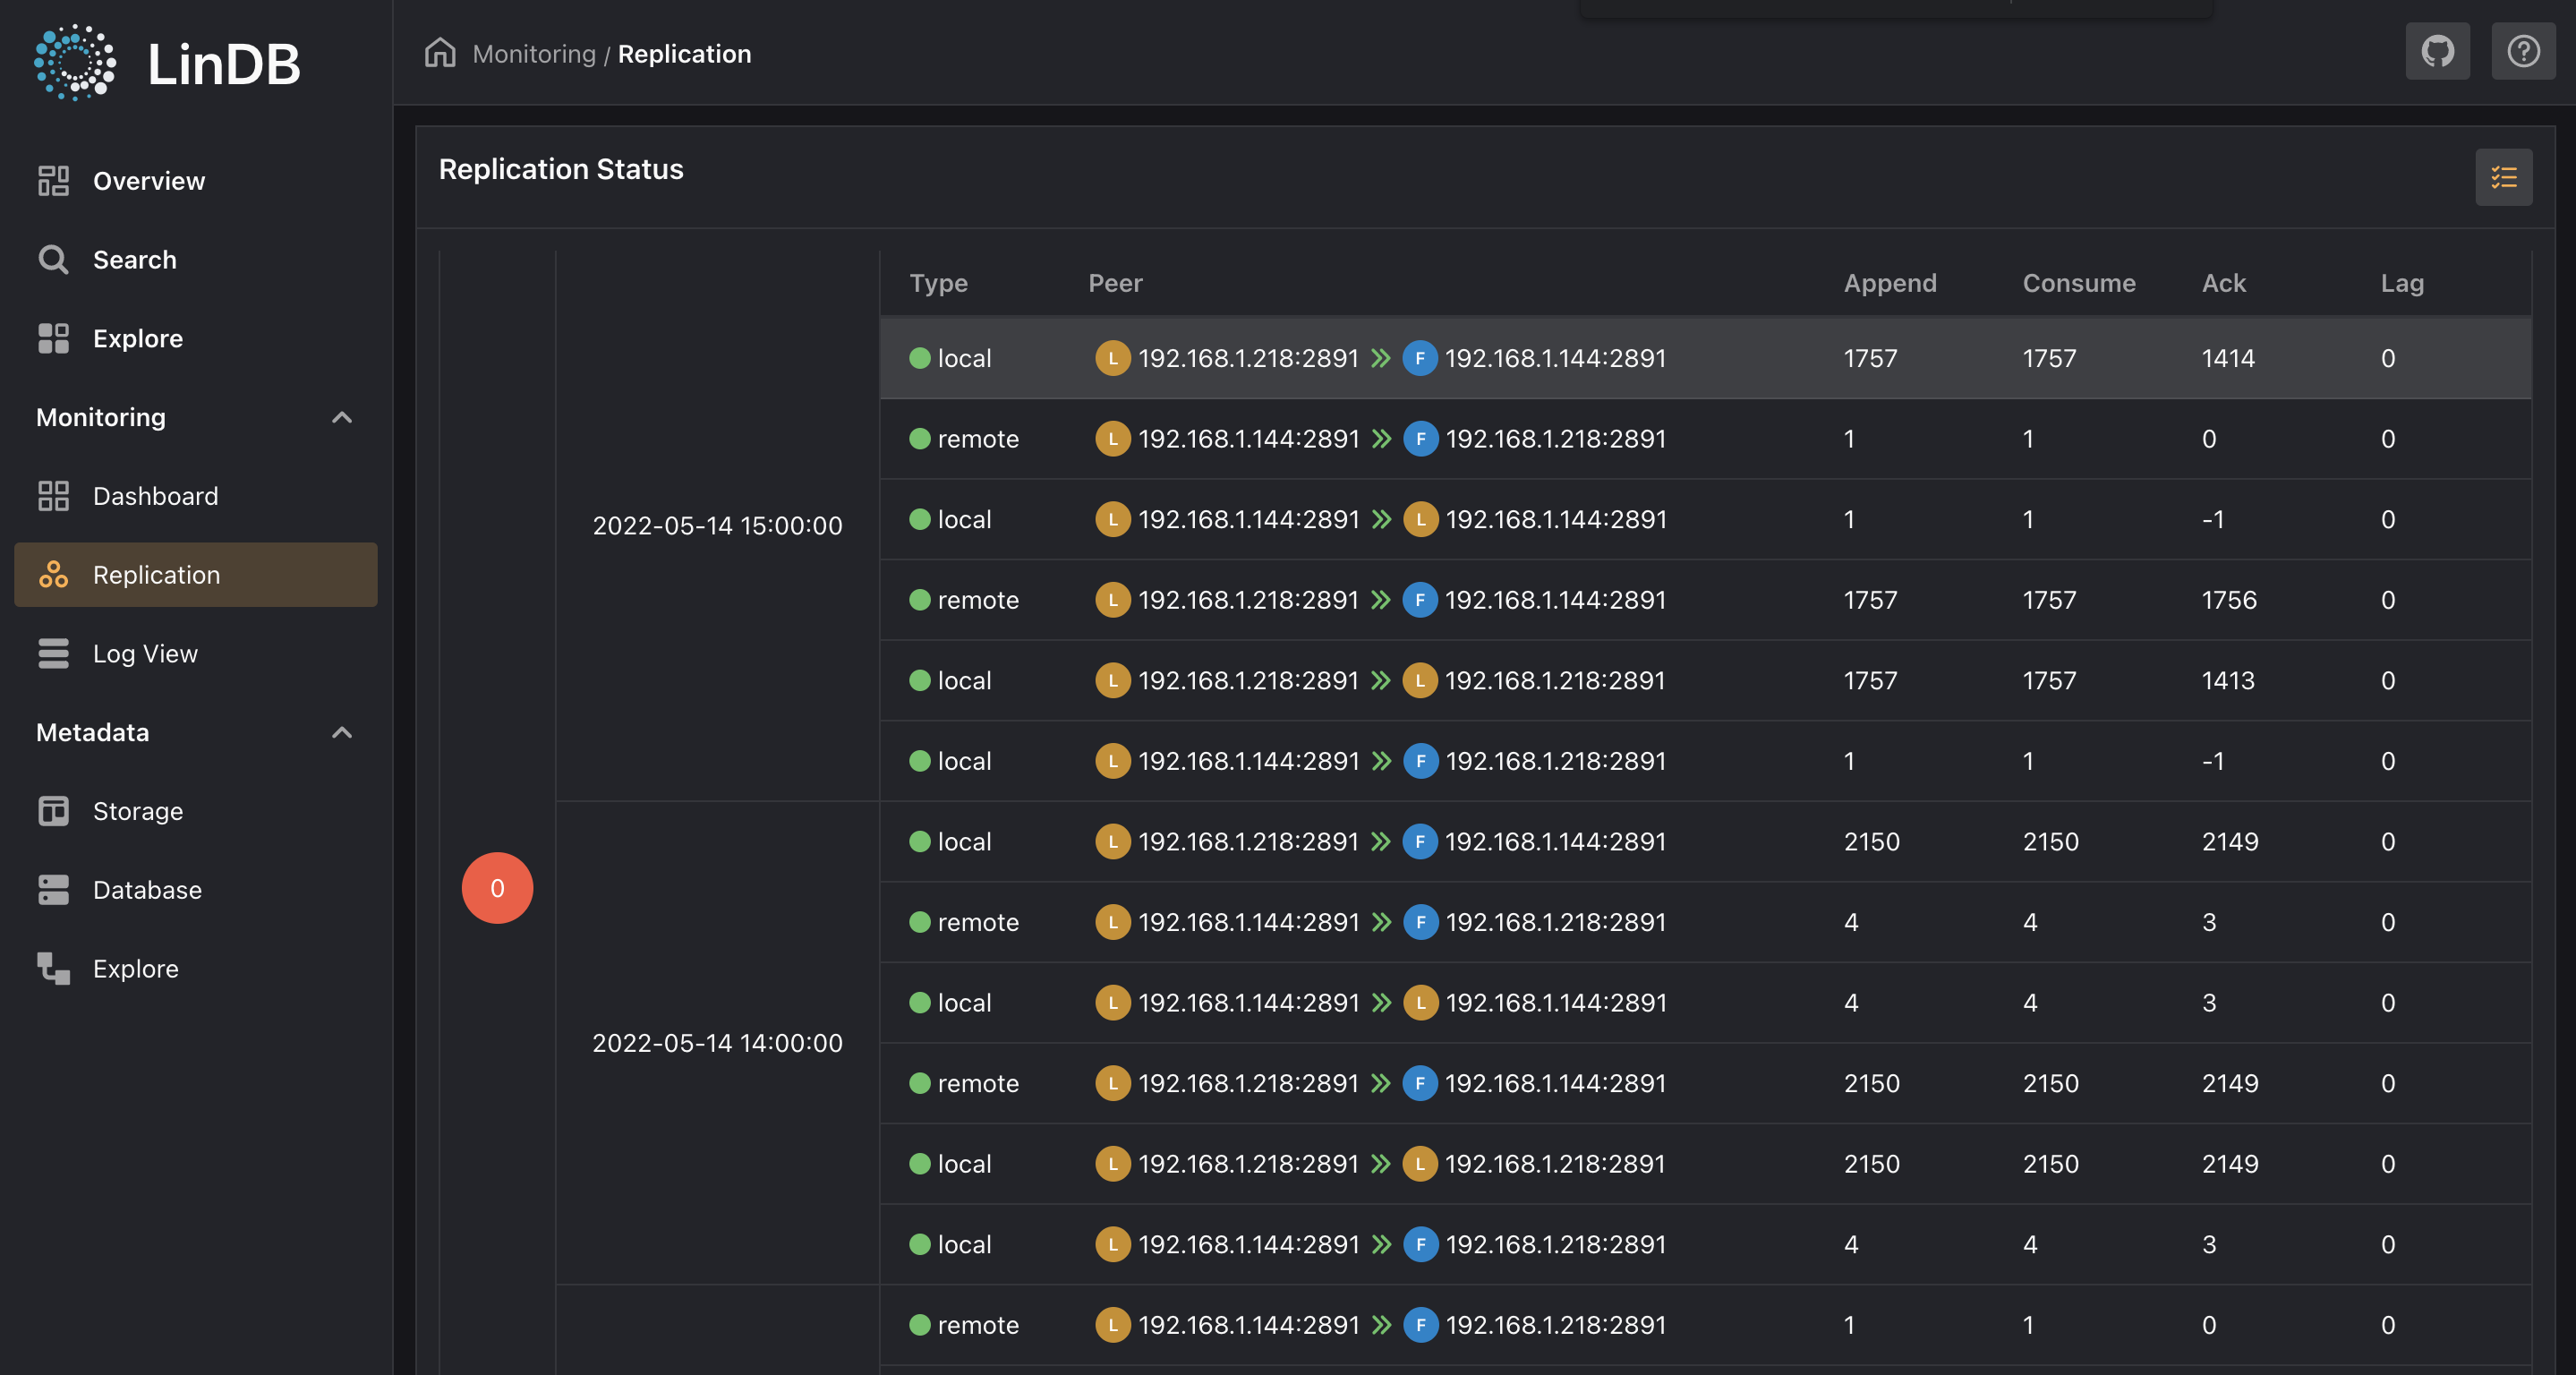 LinDB
Overview
Search
Explore
Monitoring
Dashboard
Replication
Log View
Metadata
Storage
Database
Explore
Monitoring / Replication
Replication Status
Type Peer Append Consume Ack Lag
0
2022-05-14 15:00:00
local L 192.168.1.218:2891 F 192.168.1.144:2891 1757 1757 1414 0
remote L 192.168.1.144:2891 F 192.168.1.218:2891 1 1 0 0
local L 192.168.1.144:2891 L 192.168.1.144:2891 1 1 -1 0
remote L 192.168.1.218:2891 F 192.168.1.144:2891 1757 1757 1756 0
local L 192.168.1.218:2891 L 192.168.1.218:2891 1757 1757 1413 0
local L 192.168.1.144:2891 F 192.168.1.218:2891 1 1 -1 0
2022-05-14 14:00:00
local L 192.168.1.218:2891 F 192.168.1.144:2891 2150 2150 2149 0
remote L 192.168.1.144:2891 F 192.168.1.218:2891 4 4 3 0
local L 192.168.1.144:2891 L 192.168.1.144:2891 4 4 3 0
remote L 192.168.1.218:2891 F 192.168.1.144:2891 2150 2150 2149 0
local L 192.168.1.218:2891 L 192.168.1.218:2891 2150 2150 2149 0
local L 192.168.1.144:2891 F 192.168.1.218:2891 4 4 3 0
remote L 192.168.1.144:2891 F 192.168.1.218:2891 1 1 0 0